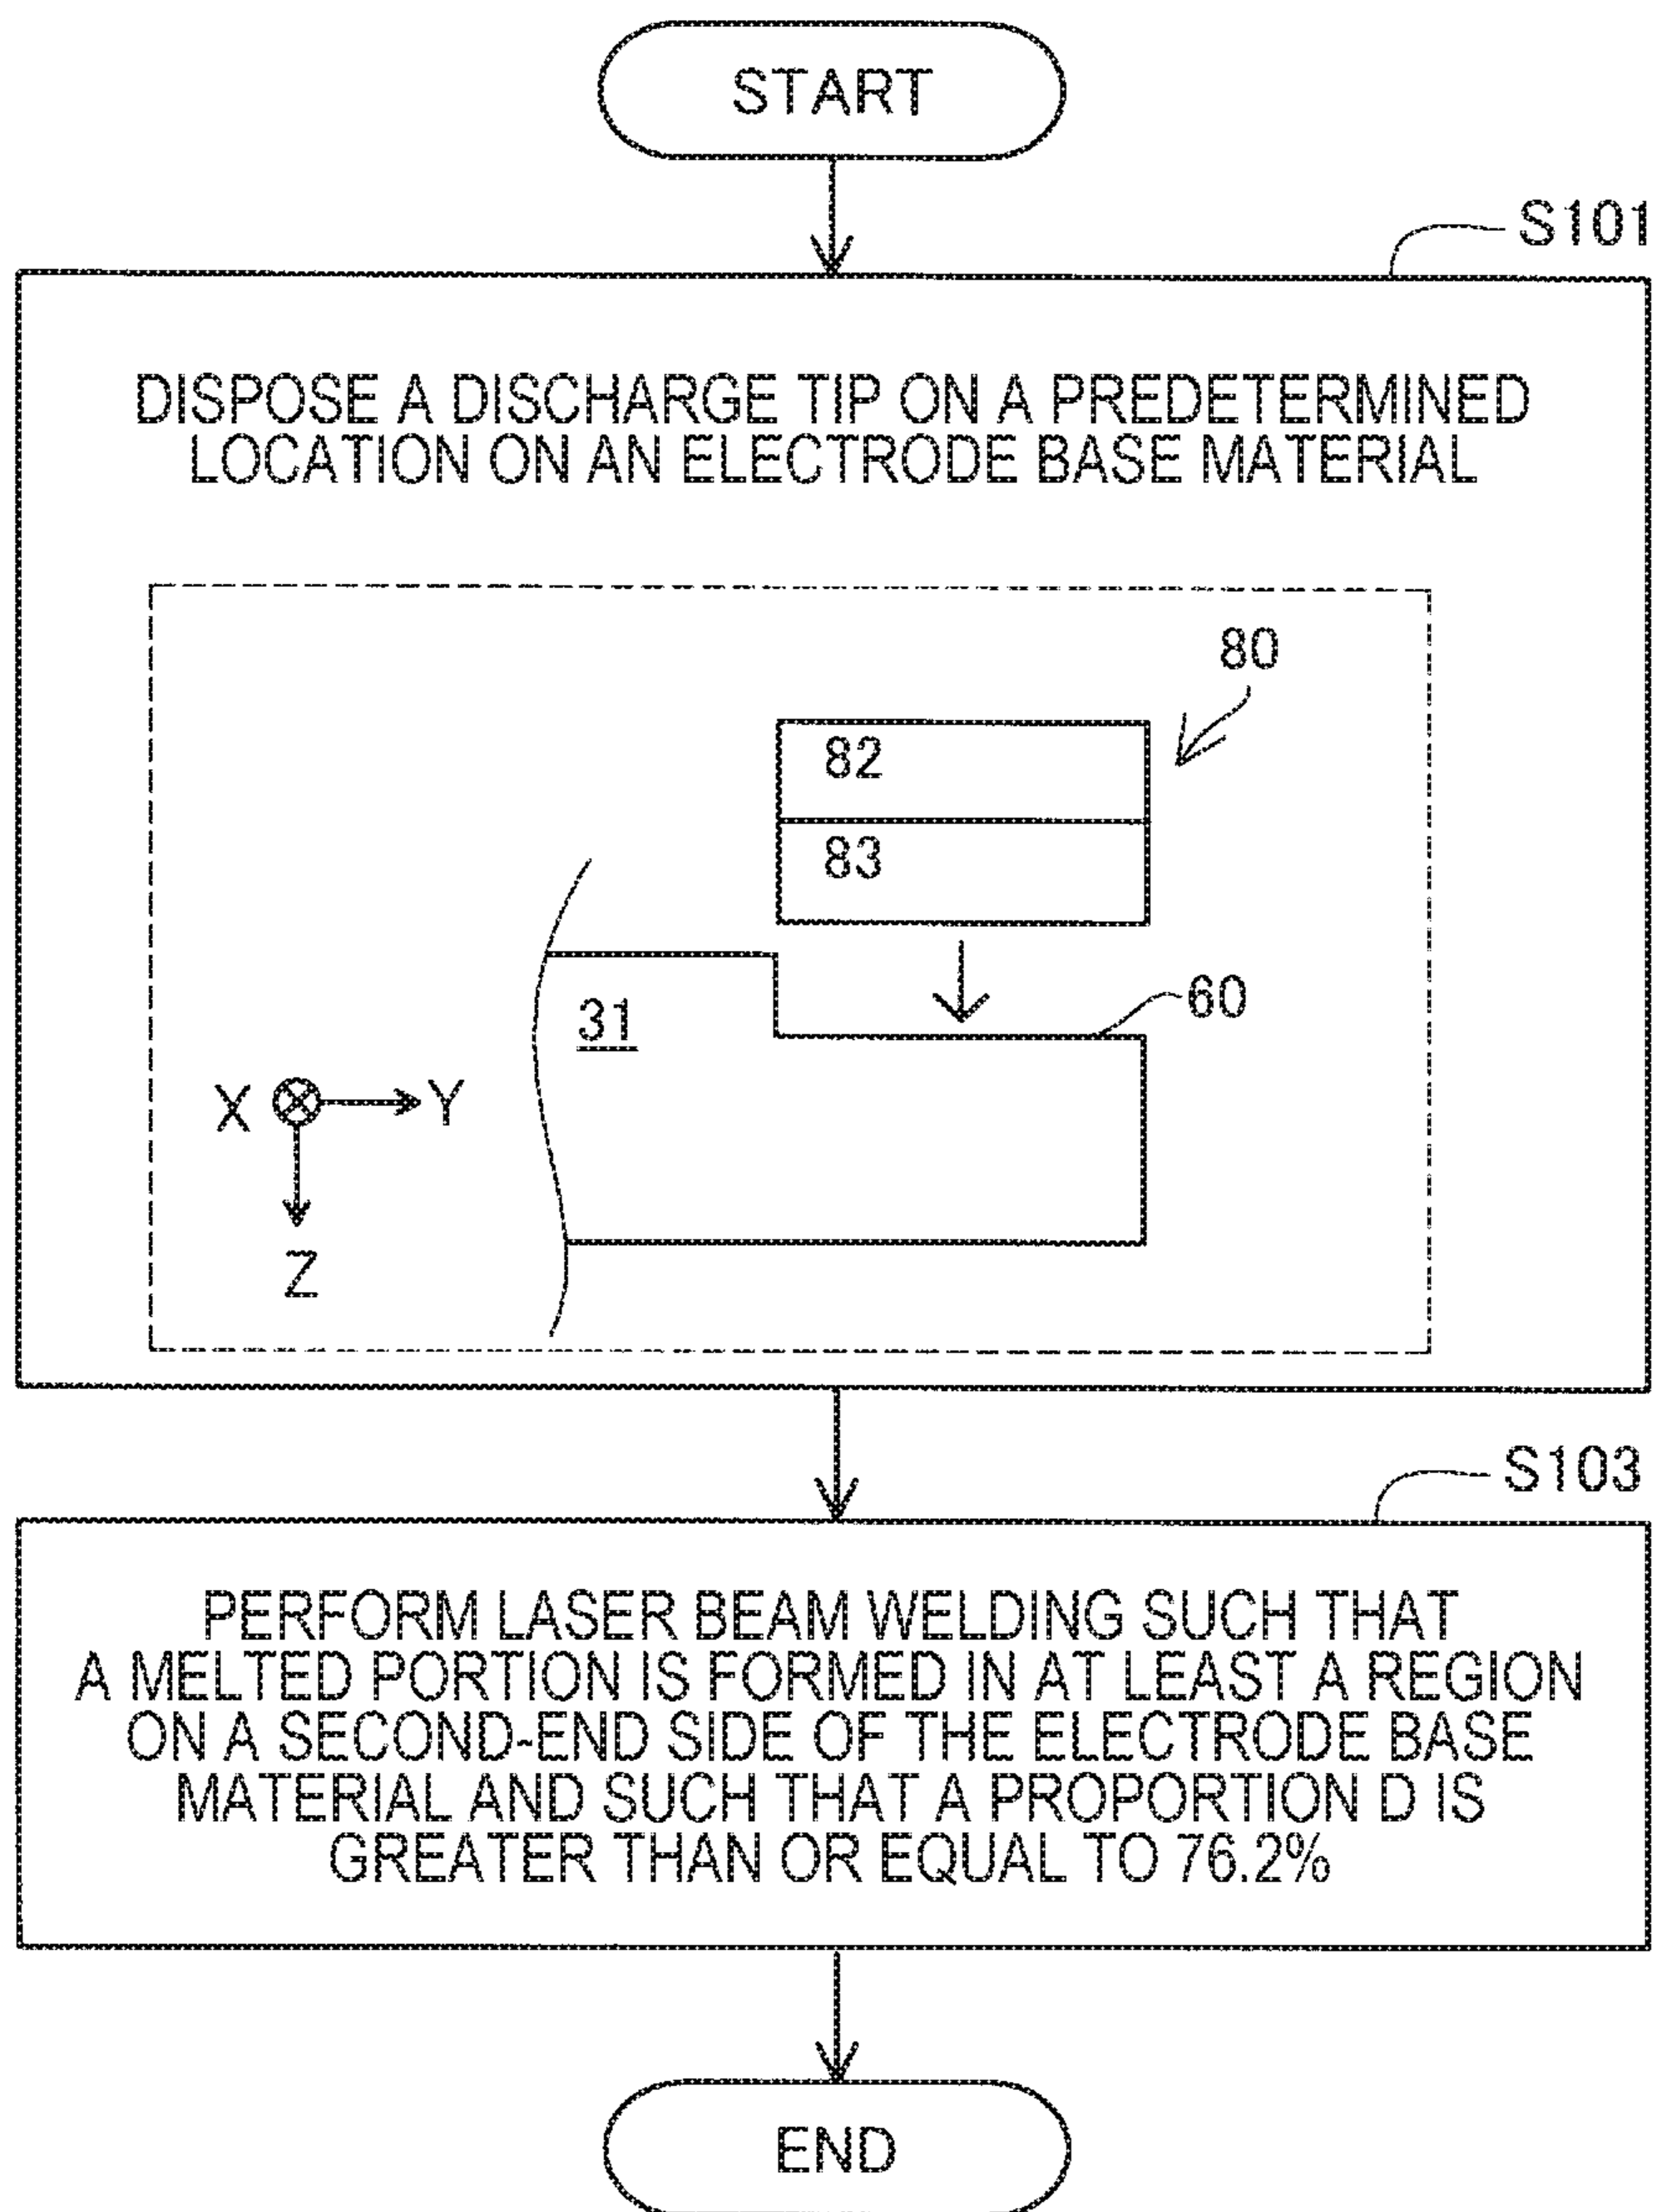 START
S101
DISPOSE A DISCHARGE TIP ON A PREDETERMINED
LOCATION ON AN ELECTRODE BASE MATERIAL
80
82
83
60
31
X
Y
Z
S103
PERFORM LASER BEAM WELDING SUCH THAT
A MELTED PORTION IS FORMED IN AT LEAST A REGION
ON A SECOND-END SIDE OF THE ELECTRODE BASE
MATERIAL AND SUCH THAT A PROPORTION D IS
GREATER THAN OR EQUAL TO 76.2%
END